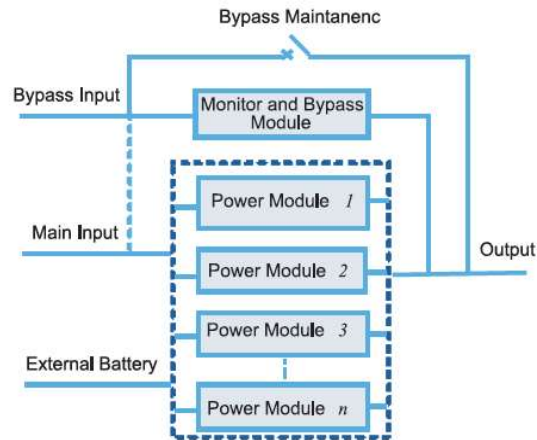 Bypass Maintanenc
Bypass Input
Monitor and Bypass
Module
Power Module 1
Main Input
Power Module 2
Output
Power Module 3
External Battery
Power Module n